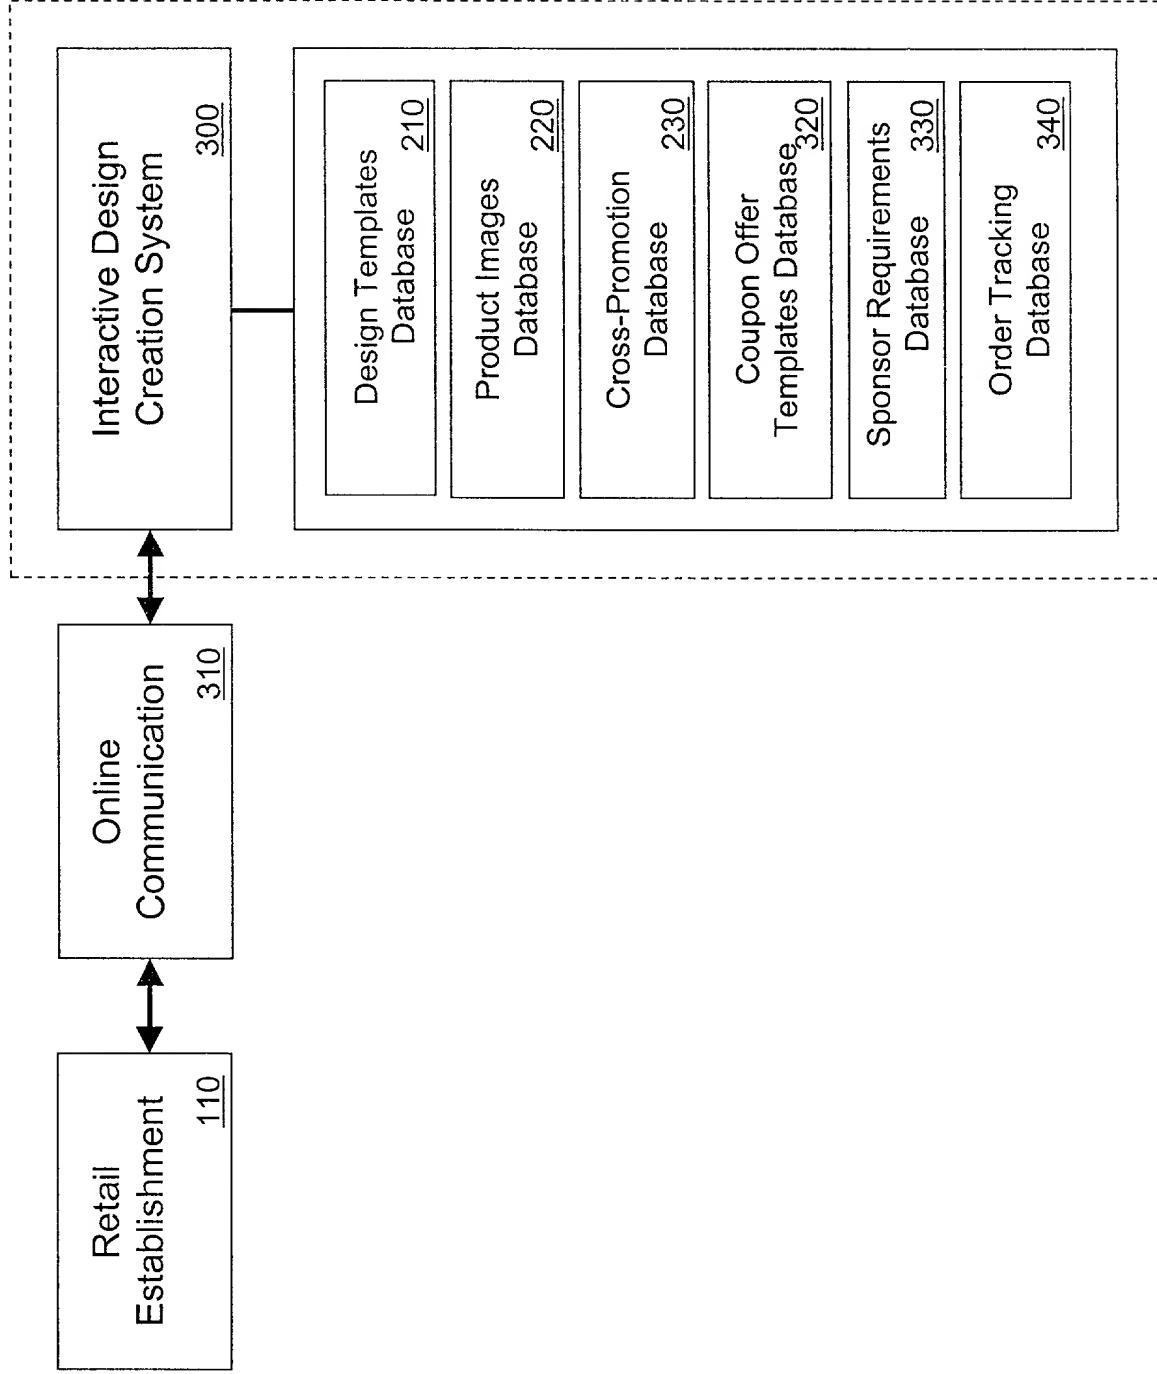 Retail
Establishment
110
Online
Communication
310
Interactive Design
Creation System
300
Design Templates
Database
210
Product Images
Database
220
Cross-Promotion
Database
230
Coupon Offer
Templates Database
320
Sponsor Requirements
Database
330
Order Tracking
Database
340